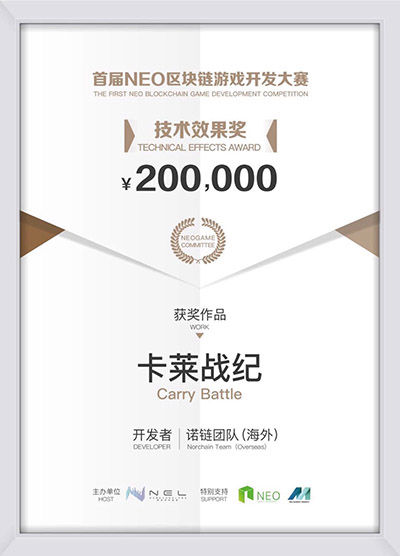 首届NEO区块链游戏开发大赛
THE FIRST NEO BLOCKCHAIN GAME DEVELOPMENT COMPETITION
技术效果奖
TECHNICAL EFFECTS AWARD
¥200,000
NEOGAME
COMMITTEE
获奖作品
WORK
卡莱战纪
Carry Battle
开发者 | 诺链团队(海外)
DEVELOPER Norchain Team (Overseas)
主办单位 NEL 特别支持 NEO
HOST SUPPORT